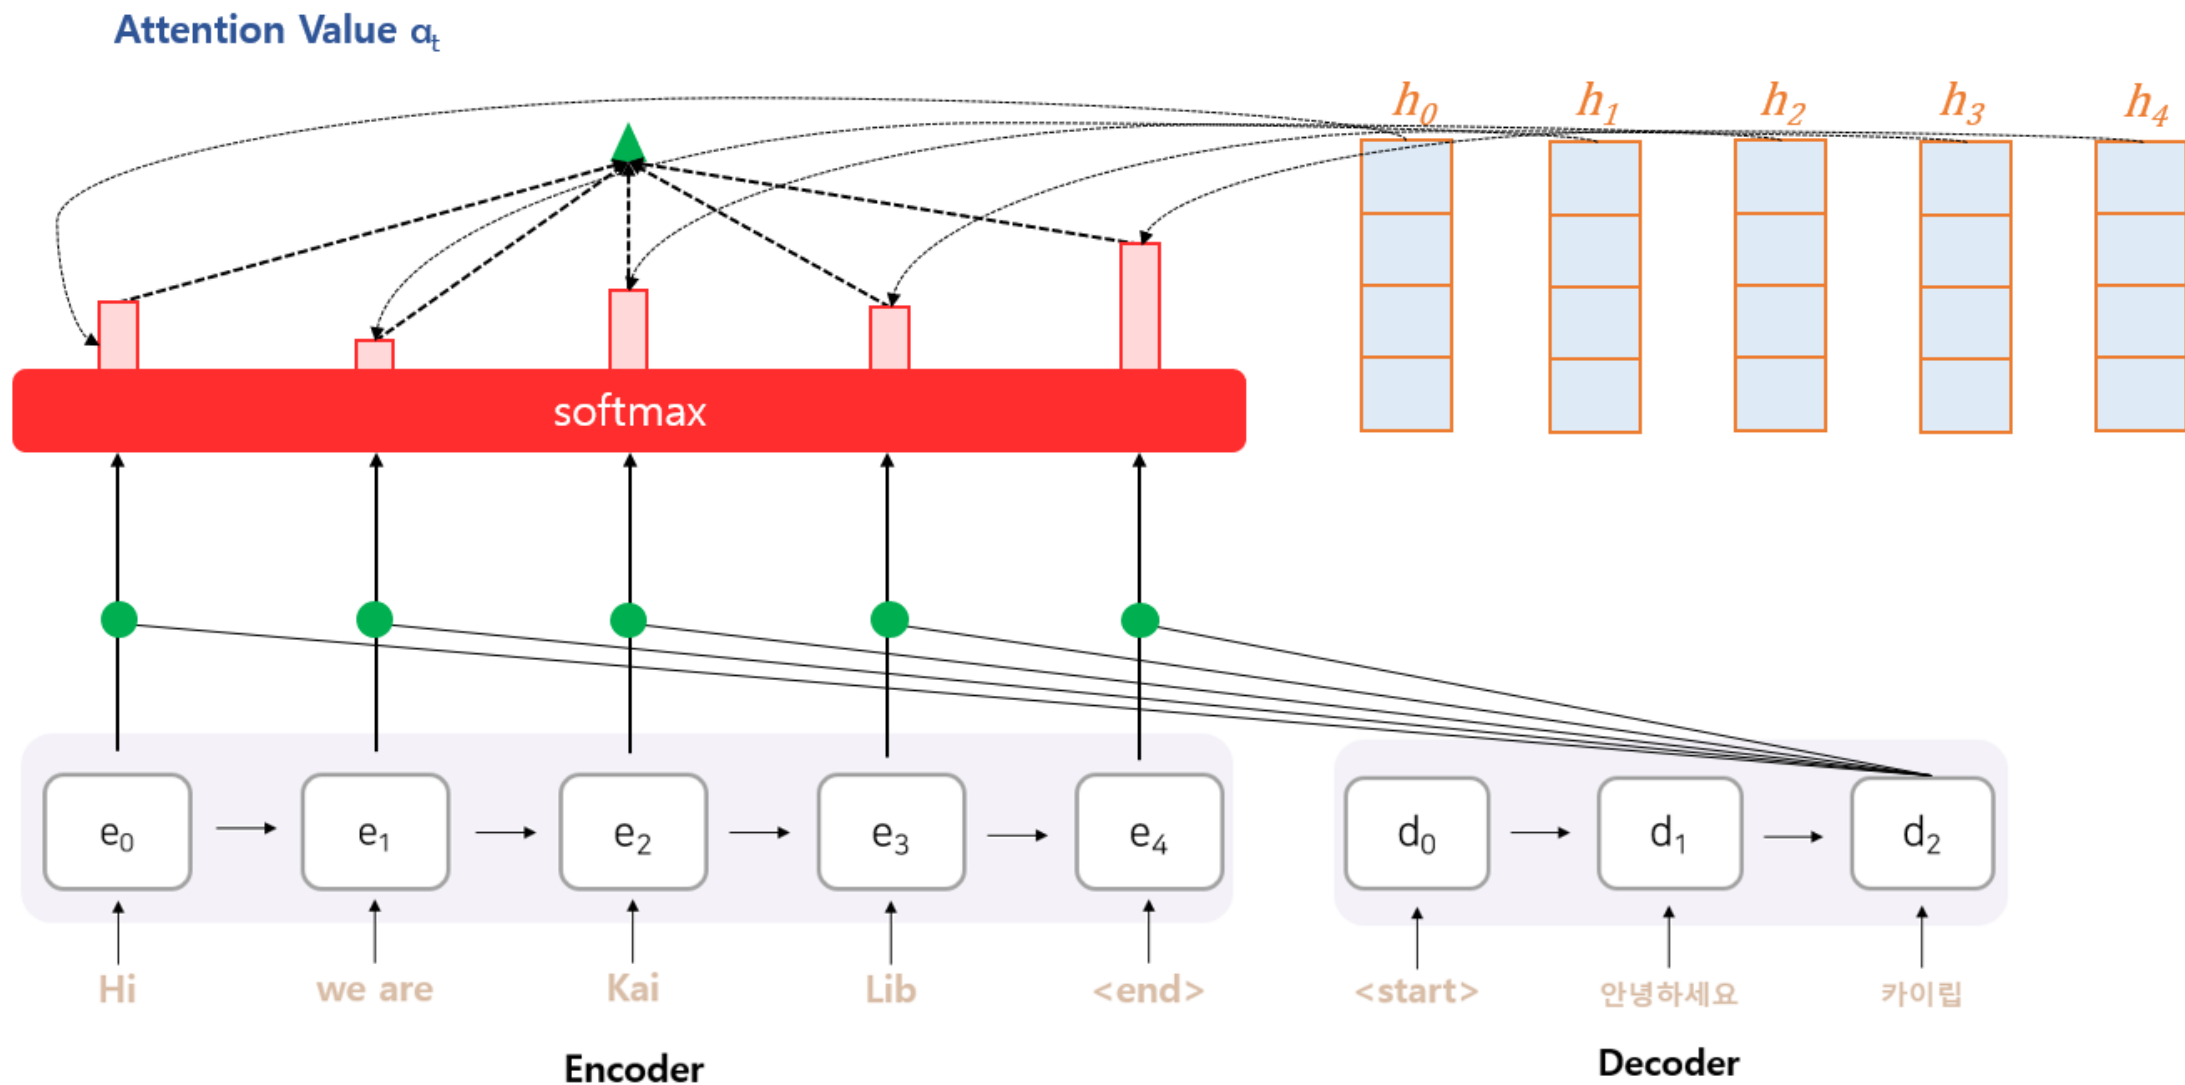 Attention Value αt
h0 h1 h2 h3 h4
softmax
e0 e1 e2 e3 e4 d0 d1 d2
Hi we are Kai Lib <end> <start> 안녕하세요 카이립
Encoder Decoder